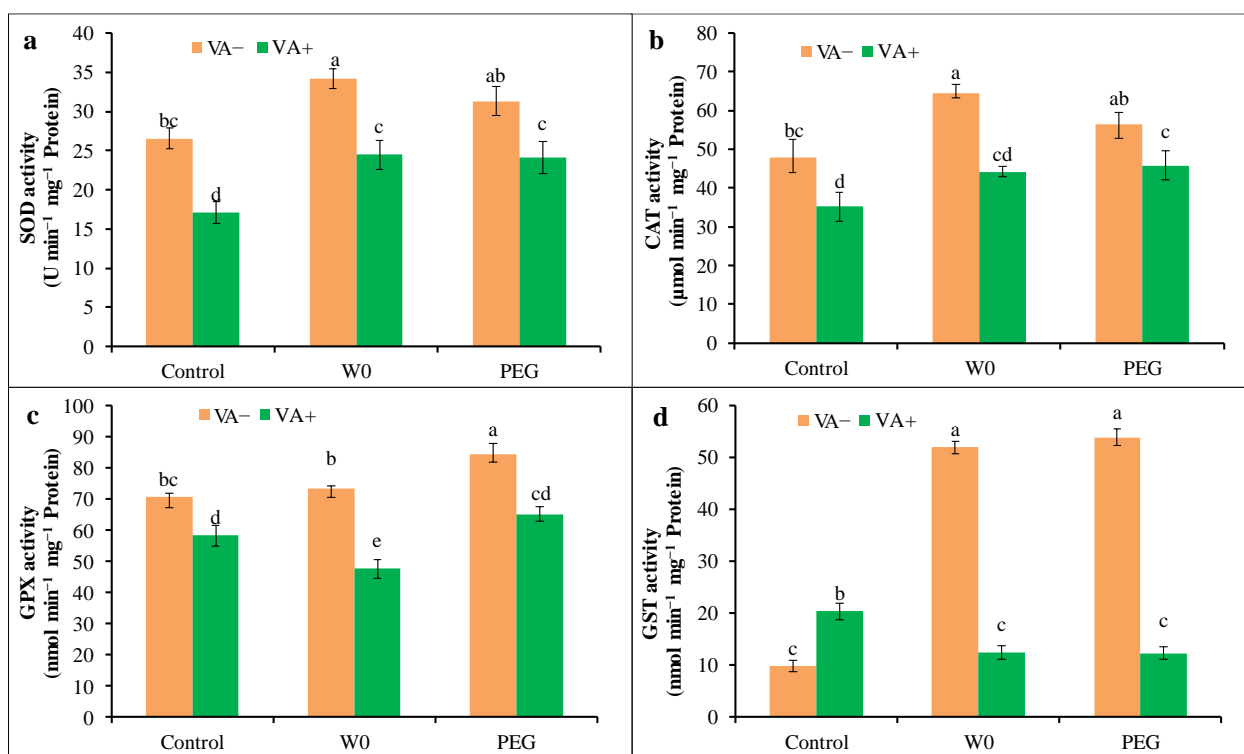 a
VA− VA+
SOD activity
(U min⁻¹ mg⁻¹ Protein)
40
35
30
25
20
15
10
5
0
bc
d
a
c
ab
c
Control W0 PEG
b
VA− VA+
CAT activity
(µmol min⁻¹ mg⁻¹ Protein)
80
70
60
50
40
30
20
10
0
bc
d
a
cd
ab
c
Control W0 PEG
c
VA− VA+
GPX activity
(nmol min⁻¹ mg⁻¹ Protein)
100
90
80
70
60
50
40
30
20
10
0
bc
d
b
e
a
cd
Control W0 PEG
d
VA− VA+
GST activity
(nmol min⁻¹ mg⁻¹ Protein)
60
50
40
30
20
10
0
c
b
a
c
a
c
Control W0 PEG